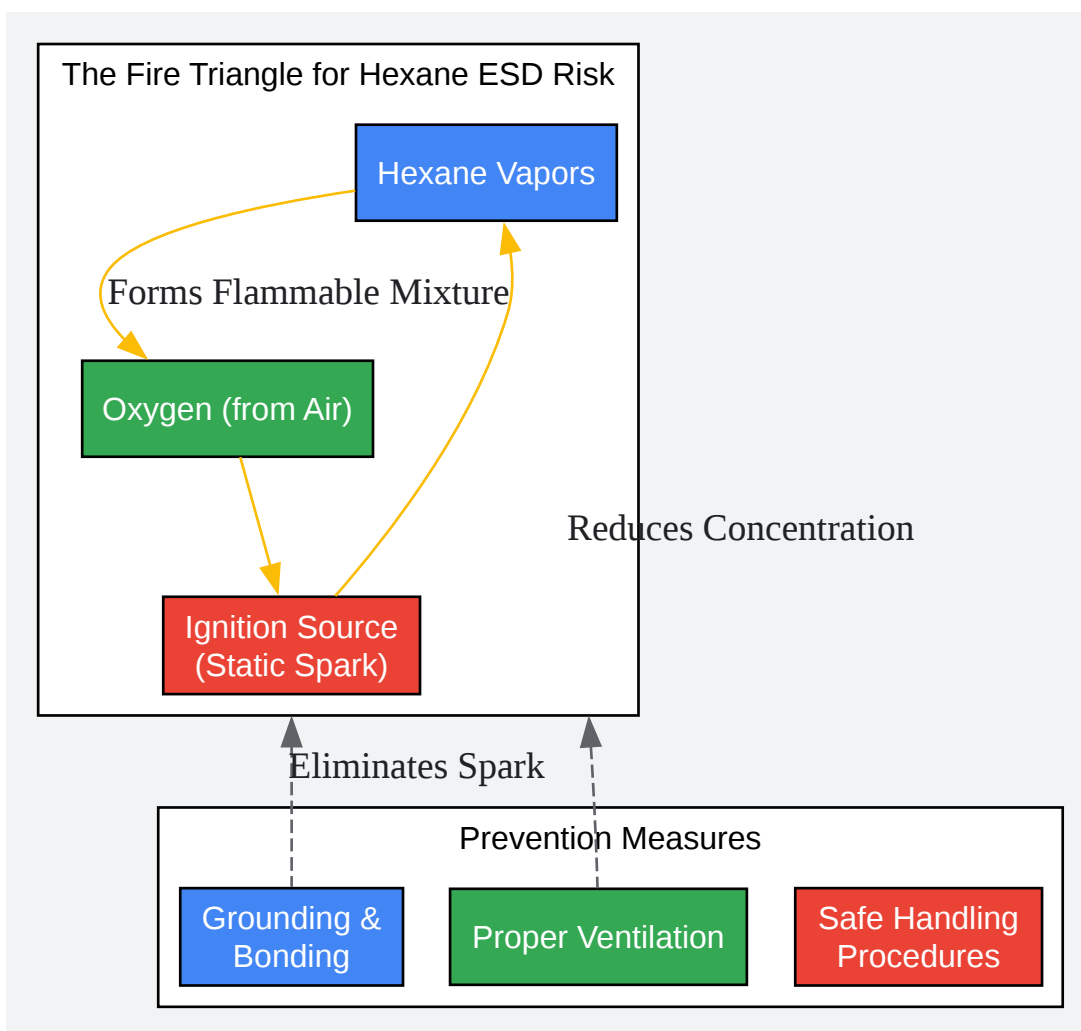 The Fire Triangle for Hexane ESD Risk
Hexane Vapors
Forms Flammable Mixture
Oxygen (from Air)
Reduces Concentration
Ignition Source
(Static Spark)
Eliminates Spark
Prevention Measures
Grounding &
Bonding
Proper Ventilation
Safe Handling
Procedures